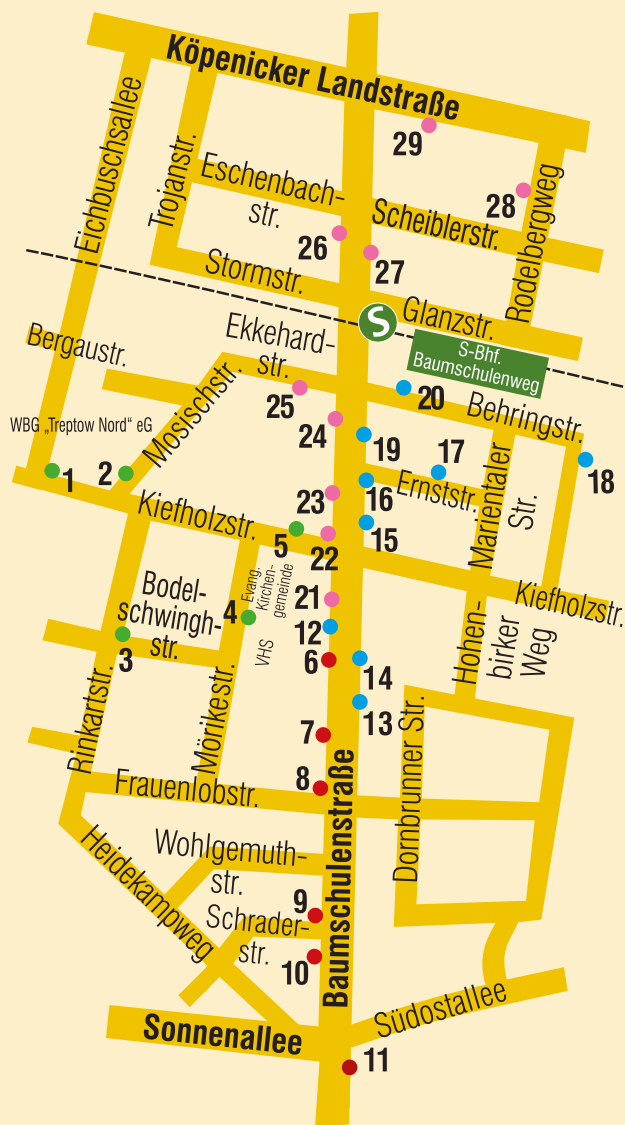 Köpenicker Landstraße
29
Eichbuschsallee
Trojanstr.
Eschenbach-
str.
Scheiblerstr.
28
Rodelbergweg
26
27
Stormstr.
Glanzstr.
S
S-Bhf.
Baumschulenweg
Ekkehard-
str.
Bergaustr.
Mosischstr.
25
20
Behringstr.
24
19
17
18
WBG „Treptow Nord“ eG
1
2
16
Ernststr.
Marientaler
Str.
23
15
Kiefholzstr.
5
22
Kiefholzstr.
Evang.
Kirchen-
gemeinde
Bodel-
schwingh-
str.
4
21
12
VHS
3
6
14
Hohen-
birker
Weg
13
Rinkartstr.
Mörikestr.
7
Dornbrunner Str.
8
Frauenlobstr.
Baumschulenstraße
Heidekampweg
Wohlgemuth-
str.
9
Schrader-
str.
10
Südostallee
Sonnenallee
11